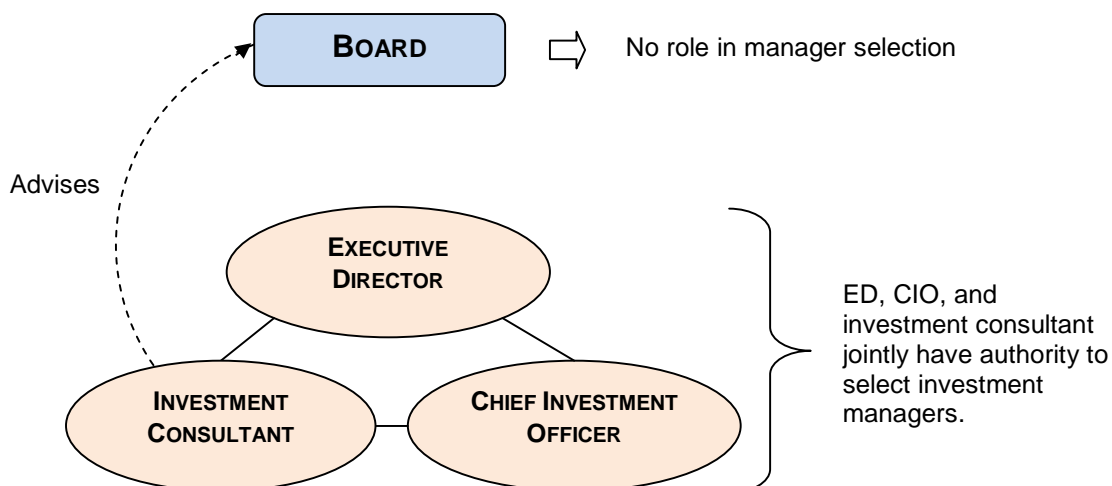 BOARD
No role in manager selection
Advises
EXECUTIVE
DIRECTOR
ED, CIO, and
investment consultant
jointly have authority to
select investment
managers.
INVESTMENT
CONSULTANT
CHIEF INVESTMENT
OFFICER